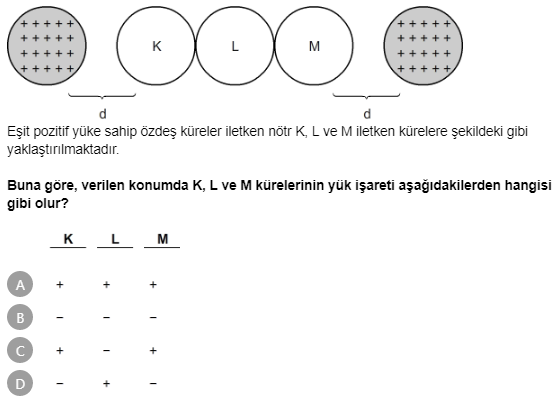 + + + + +
+ + + + +
+ + + + +
+ + + + +
K L M
+ + + + +
+ + + + +
+ + + + +
+ + + + +
d d
Eşit pozitif yüke sahip özdeş küreler iletken nötr K, L ve M iletken kürelere şekildeki gibi
yaklaştırılmaktadır.
Buna göre, verilen konumda K, L ve M kürelerinin yük işareti aşağıdakilerden hangisi
gibi olur?
K L M
A + + +
B – – –
C + – +
D – + –